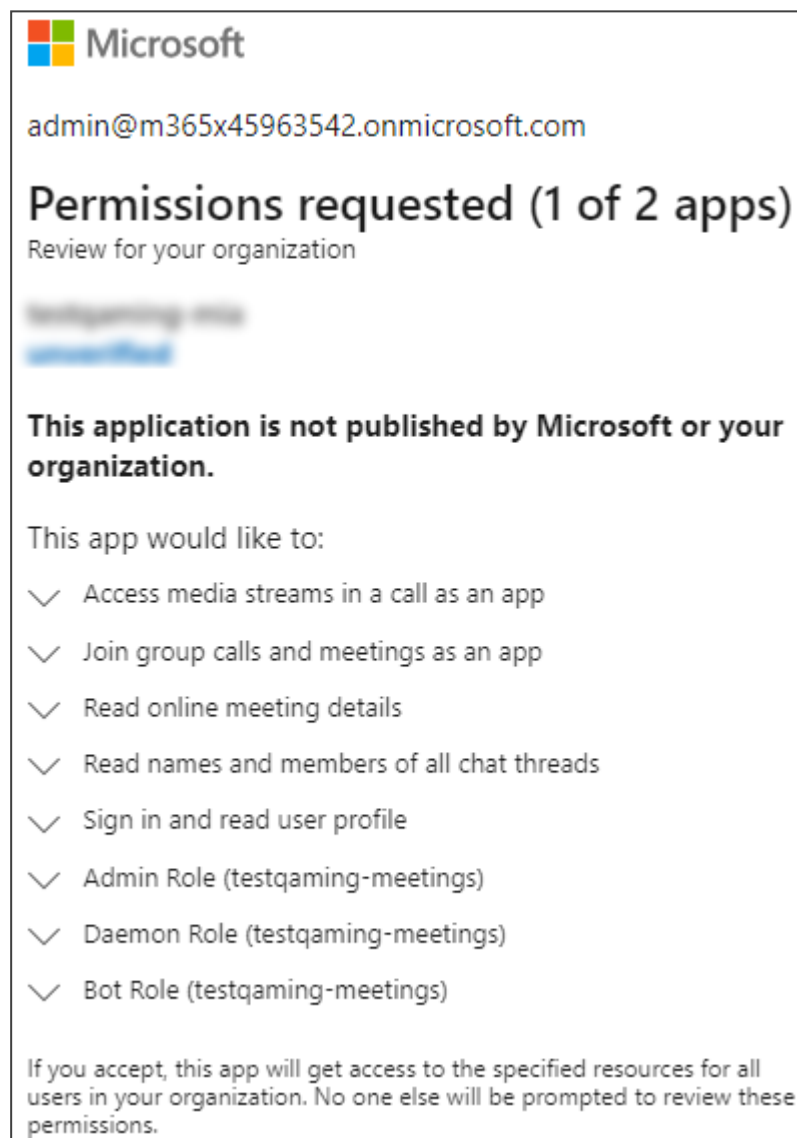 Microsoft
admin@m365x45963542.onmicrosoft.com
Permissions requested (1 of 2 apps)
Review for your organization
unverified
This application is not published by Microsoft or your
organization.
This app would like to:
Access media streams in a call as an app
Join group calls and meetings as an app
Read online meeting details
Read names and members of all chat threads
Sign in and read user profile
Admin Role (testqaming-meetings)
Daemon Role (testqaming-meetings)
Bot Role (testqaming-meetings)
If you accept, this app will get access to the specified resources for all
users in your organization. No one else will be prompted to review these
permissions.